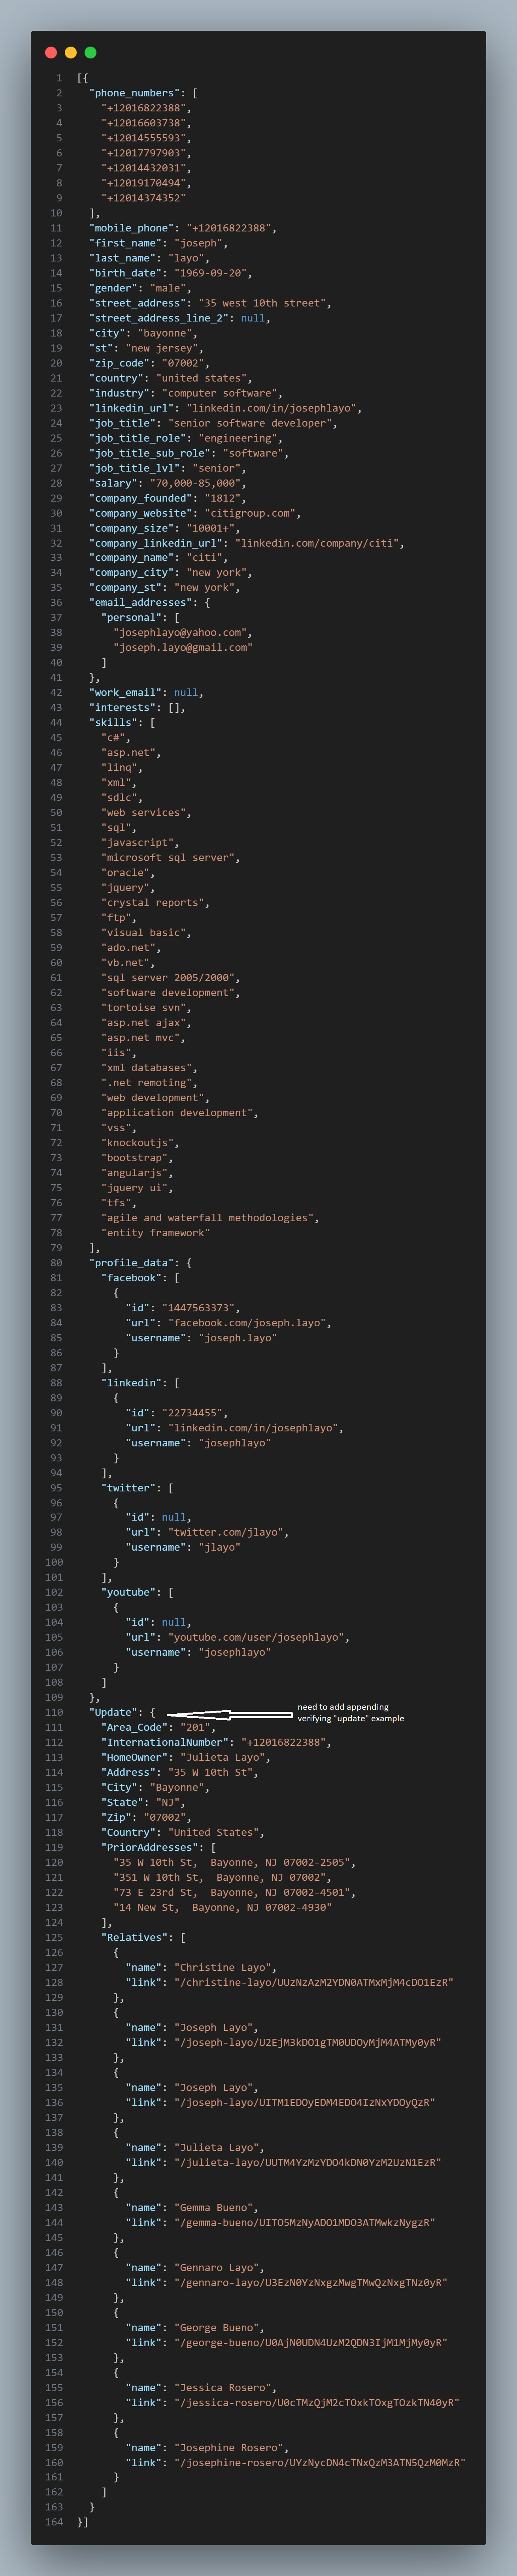 1 [{
2 "phone_numbers": [
3 "+12016822388",
4 "+12016603738",
5 "+12014555593",
6 "+12017797903",
7 "+12014432031",
8 "+12019170494",
9 "+12014374352"
10 ],
11 "mobile_phone": "+12016822388",
12 "first_name": "joseph",
13 "last_name": "layo",
14 "birth_date": "1969-09-20",
15 "gender": "male",
16 "street_address": "35 west 10th street",
17 "street_address_line_2": null,
18 "city": "bayonne",
19 "st": "new jersey",
20 "zip_code": "07002",
21 "country": "united states",
22 "industry": "computer software",
23 "linkedin_url": "linkedin.com/in/josephlayo",
24 "job_title": "senior software developer",
25 "job_title_role": "engineering",
26 "job_title_sub_role": "software",
27 "job_title_lvl": "senior",
28 "salary": "70,000-85,000",
29 "company_founded": "1812",
30 "company_website": "citigroup.com",
31 "company_size": "10001+",
32 "company_linkedin_url": "linkedin.com/company/citi",
33 "company_name": "citi",
34 "company_city": "new york",
35 "company_st": "new york",
36 "email_addresses": {
37 "personal": [
38 "josephlayo@yahoo.com",
39 "joseph.layo@gmail.com"
40 ]
41 },
42 "work_email": null,
43 "interests": [],
44 "skills": [
45 "c#",
46 "asp.net",
47 "linq",
48 "xml",
49 "sdlc",
50 "web services",
51 "sql",
52 "javascript",
53 "microsoft sql server",
54 "oracle",
55 "jquery",
56 "crystal reports",
57 "ftp",
58 "visual basic",
59 "ado.net",
60 "vb.net",
61 "sql server 2005/2000",
62 "software development",
63 "tortoise svn",
64 "asp.net ajax",
65 "asp.net mvc",
66 "iis",
67 "xml databases",
68 ".net remoting",
69 "web development",
70 "application development",
71 "vss",
72 "knockoutjs",
73 "bootstrap",
74 "angularjs",
75 "jquery ui",
76 "tfs",
77 "agile and waterfall methodologies",
78 "entity framework"
79 ],
80 "profile_data": {
81 "facebook": [
82 {
83 "id": "1447563373",
84 "url": "facebook.com/joseph.layo",
85 "username": "joseph.layo"
86 }
87 ],
88 "linkedin": [
89 {
90 "id": "22734455",
91 "url": "linkedin.com/in/josephlayo",
92 "username": "josephlayo"
93 }
94 ],
95 "twitter": [
96 {
97 "id": null,
98 "url": "twitter.com/jlayo",
99 "username": "jlayo"
100 }
101 ],
102 "youtube": [
103 {
104 "id": null,
105 "url": "youtube.com/user/josephlayo",
106 "username": "josephlayo"
107 }
108 ]
109 },
need to add appending
110 "Update": {
verifying "update" example
111 "Area_Code": "201",
112 "InternationalNumber": "+12016822388",
113 "HomeOwner": "Julieta Layo",
114 "Address": "35 W 10th St",
115 "City": "Bayonne",
116 "State": "NJ",
117 "Zip": "07002",
118 "Country": "United States",
119 "PriorAddresses": [
120 "35 W 10th St,  Bayonne, NJ 07002-2505",
121 "351 W 10th St,  Bayonne, NJ 07002",
122 "73 E 23rd St,  Bayonne, NJ 07002-4501",
123 "14 New St,  Bayonne, NJ 07002-4930"
124 ],
125 "Relatives": [
126 {
127 "name": "Christine Layo",
128 "link": "/christine-layo/UUzNzAzM2YDN0ATMxMjM4cDO1EzR"
129 },
130 {
131 "name": "Joseph Layo",
132 "link": "/joseph-layo/U2EjM3kDO1gTM0UDOyMjM4ATMy0yR"
133 },
134 {
135 "name": "Joseph Layo",
136 "link": "/joseph-layo/UITM1EDOyEDM4EDO4IzNxYDOyQzR"
137 },
138 {
139 "name": "Julieta Layo",
140 "link": "/julieta-layo/UUTM4YzMzYDO4kDN0YzM2UzN1EzR"
141 },
142 {
143 "name": "Gemma Bueno",
144 "link": "/gemma-bueno/UITO5MzNyADO1MDO3ATMwkzNygzR"
145 },
146 {
147 "name": "Gennaro Layo",
148 "link": "/gennaro-layo/U3EzN0YzNxgzMwgTMwQzNxgTNz0yR"
149 },
150 {
151 "name": "George Bueno",
152 "link": "/george-bueno/U0AjN0UDN4UzM2QDN3IjM1MjMy0yR"
153 },
154 {
155 "name": "Jessica Rosero",
156 "link": "/jessica-rosero/U0cTMzQjM2cTOxkTOxgTOzkTN40yR"
157 },
158 {
159 "name": "Josephine Rosero",
160 "link": "/josephine-rosero/UYzNycDN4cTNxQzM3ATN5QzM0MzR"
161 }
162 ]
163 }
164 }]